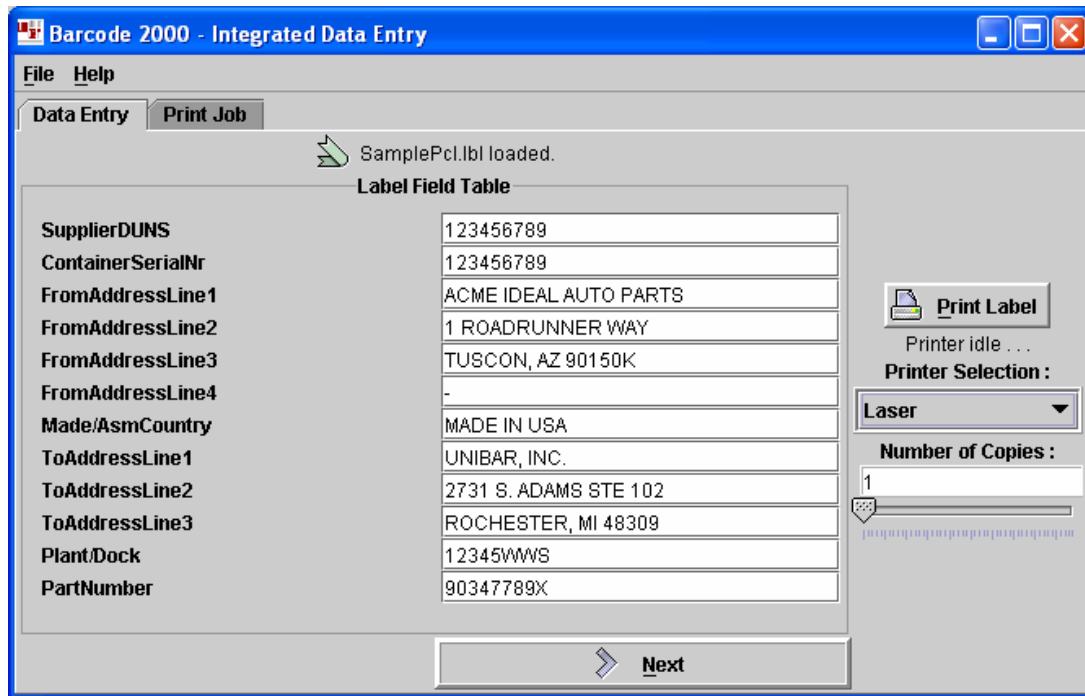 Barcode 2000 - Integrated Data Entry
File Help
Data Entry Print Job
SamplePcl.lbl loaded.
Label Field Table
SupplierDUNS 123456789
ContainerSerialNr 123456789
FromAddressLine1 ACME IDEAL AUTO PARTS
FromAddressLine2 1 ROADRUNNER WAY
FromAddressLine3 TUSCON, AZ 90150K
FromAddressLine4 -
Made/AsmCountry MADE IN USA
ToAddressLine1 UNIBAR, INC.
ToAddressLine2 2731 S. ADAMS STE 102
ToAddressLine3 ROCHESTER, MI 48309
Plant/Dock 12345WWS
PartNumber 90347789X
Print Label
Printer idle . . .
Printer Selection :
Laser
Number of Copies :
1
Next